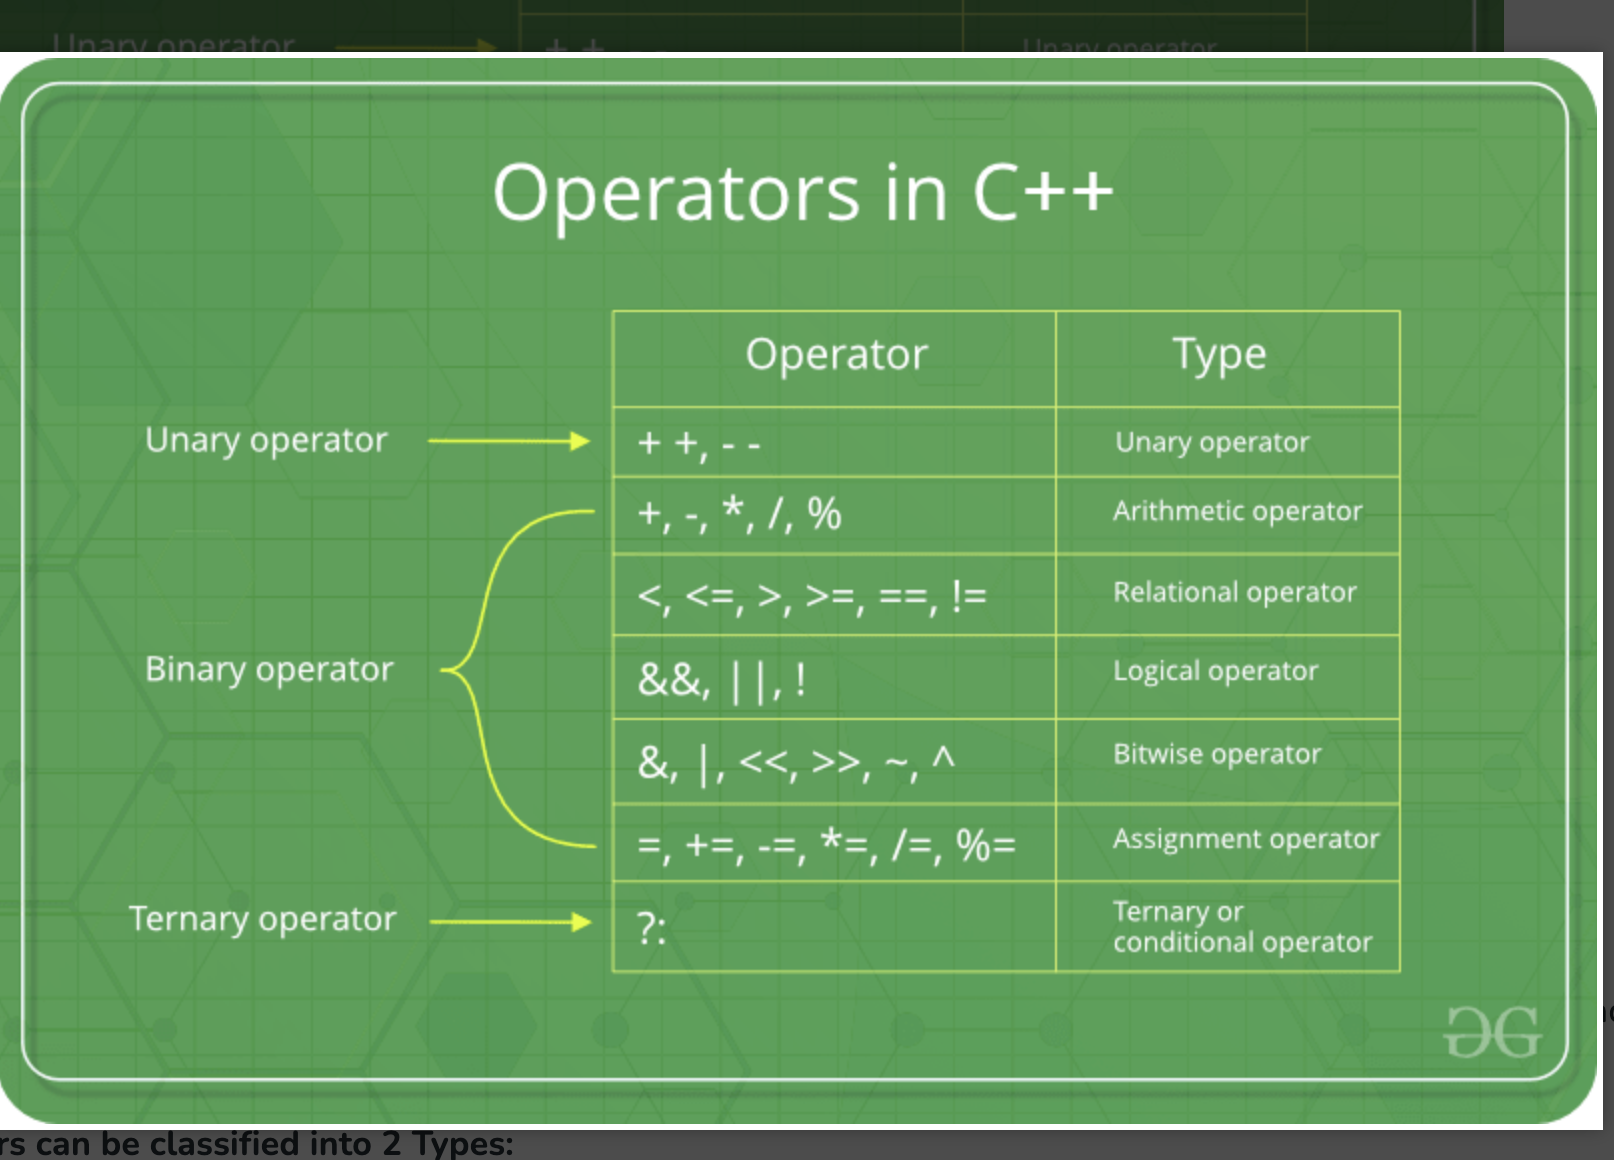 Unary operator + + Unary operator
Operators in C++
Operator Type
Unary operator + +, - - Unary operator
+, -, *, /, % Arithmetic operator
<, <=, >, >=, ==, != Relational operator
Binary operator &&, ||, ! Logical operator
&, |, <<, >>, ~, ^ Bitwise operator
=, +=, -=, *=, /=, %= Assignment operator
Ternary operator ?: Ternary or
conditional operator
rs can be classified into 2 Types: